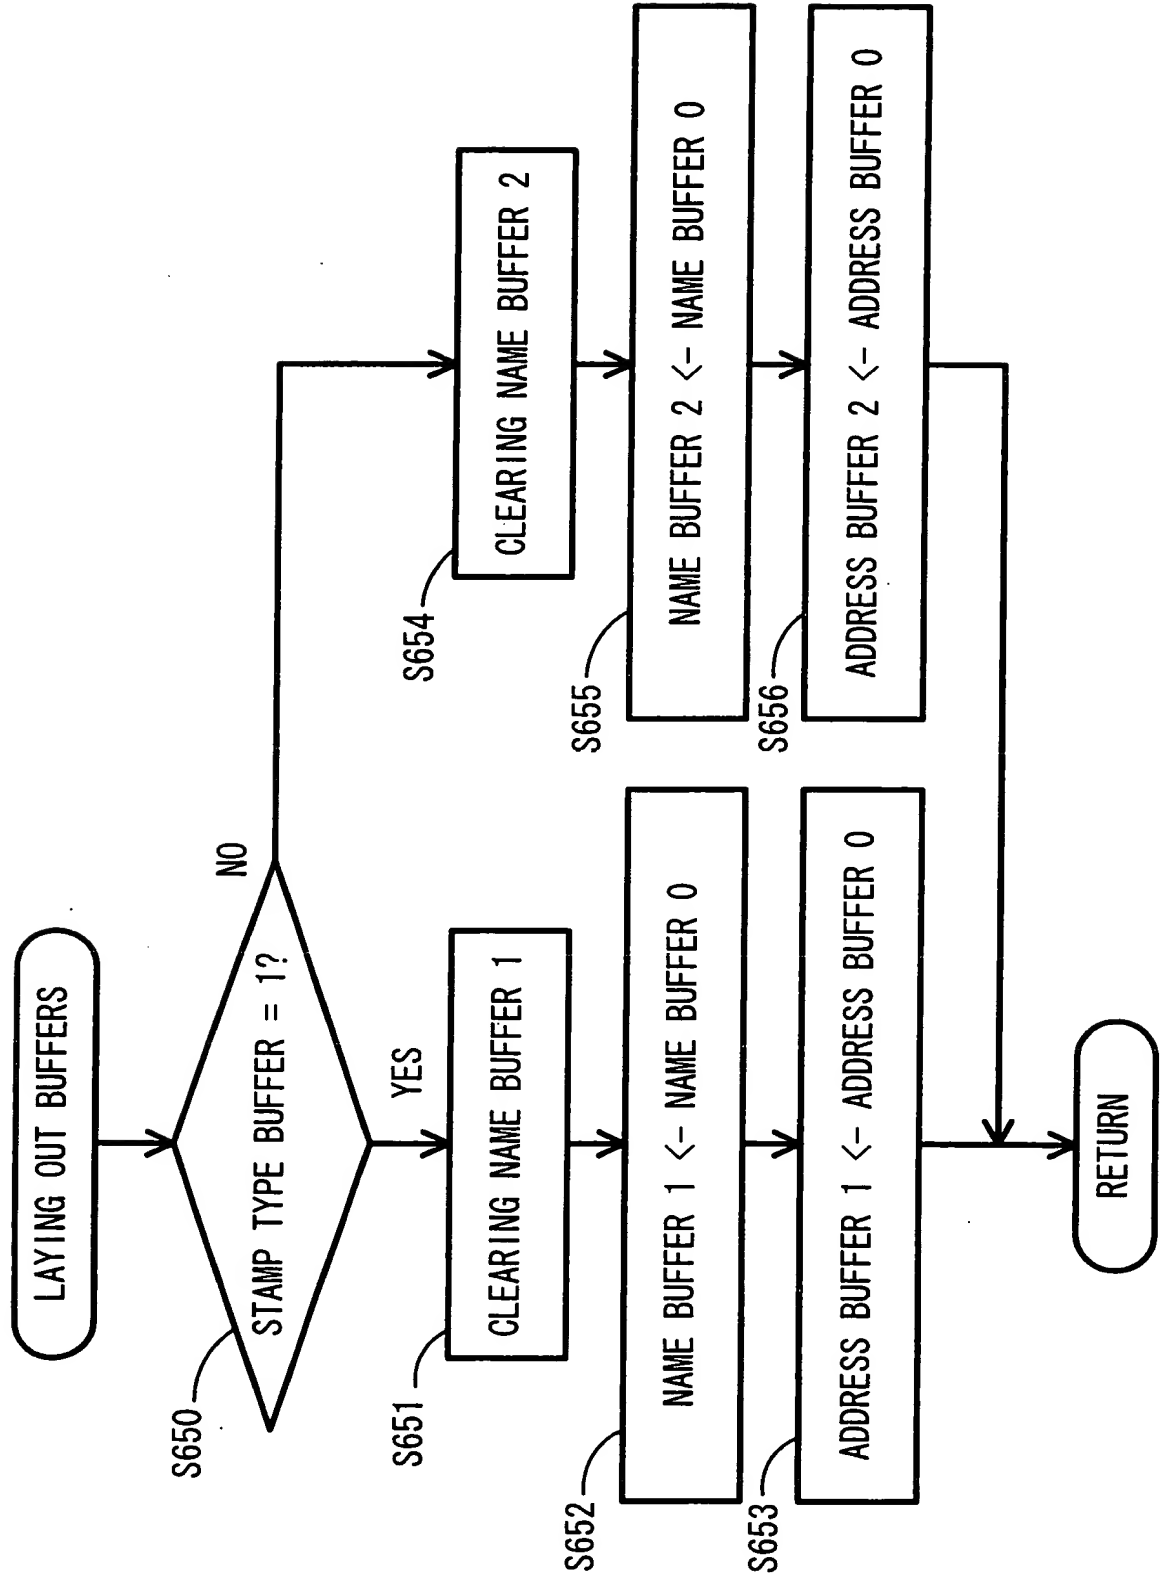 LAYING OUT BUFFERS
S650
STAMP TYPE BUFFER = 1?
NO
YES
S651
CLEARING NAME BUFFER 1
S652
NAME BUFFER 1 <- NAME BUFFER 0
S653
ADDRESS BUFFER 1 <- ADDRESS BUFFER 0
S654
CLEARING NAME BUFFER 2
S655
NAME BUFFER 2 <- NAME BUFFER 0
S656
ADDRESS BUFFER 2 <- ADDRESS BUFFER 0
RETURN